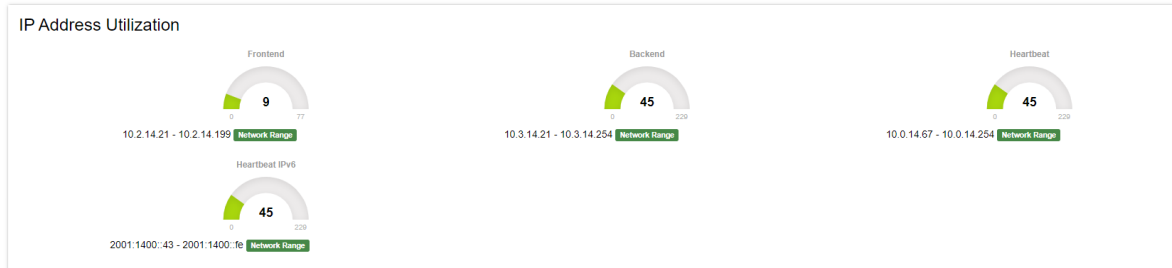 IP Address Utilization
Frontend
9
0 77
10.2.14.21 - 10.2.14.199 Network Range
Backend
45
0 229
10.3.14.21 - 10.3.14.254 Network Range
Heartbeat
45
0 229
10.0.14.67 - 10.0.14.254 Network Range
Heartbeat IPv6
45
0 229
2001:1400::43 - 2001:1400::fe Network Range